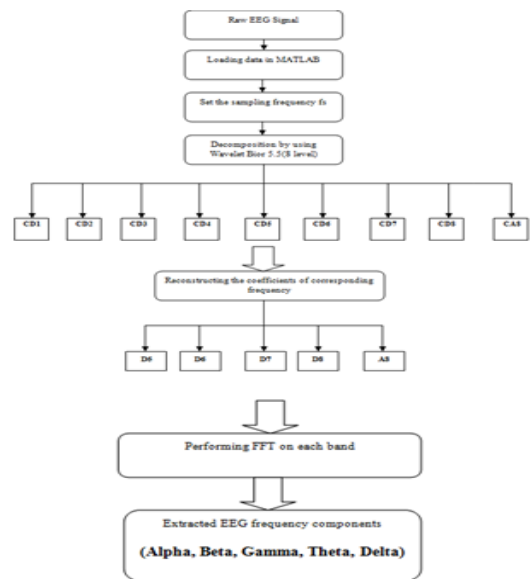 Raw EEG Signal
Loading data in MATLAB
Set the sampling frequency fs
Decomposition by using
Wavelet Bior 5.5(8 level)
CD1 CD2 CD3 CD4 CD5 CD6 CD7 CD8 CA8
Reconstructing the coefficients of corresponding
frequency
D5 D6 D7 D8 A8
Performing FFT on each band
Extracted EEG frequency components
(Alpha, Beta, Gamma, Theta, Delta)